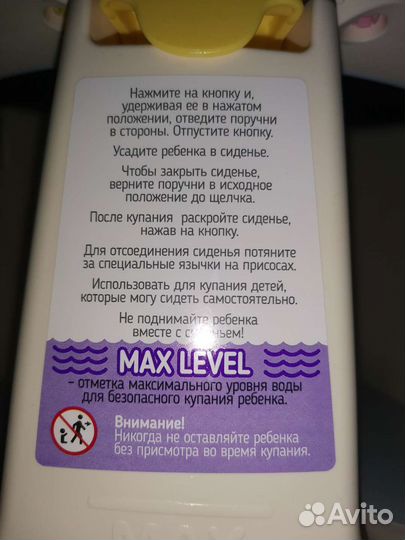 Нажмите на кнопку и,
удерживая ее в нажатом
положении, отведите поручни
в стороны. Отпустите кнопку.
Усадите ребенка в сиденье.
Чтобы закрыть сиденье,
верните поручни в исходное
положение до щелчка.
После купания раскройте сиденье,
нажав на кнопку.
Для отсоединения сиденья потяните
за специальные язычки на присосах.
Использовать для купания детей,
которые могу сидеть самостоятельно.
Не поднимайте ребенка
вместе с сиденьем!
MAX LEVEL
– отметка максимального уровня воды
для безопасного купания ребенка.
Внимание!
Никогда не оставляйте ребенка
без присмотра во время купания.
Avito